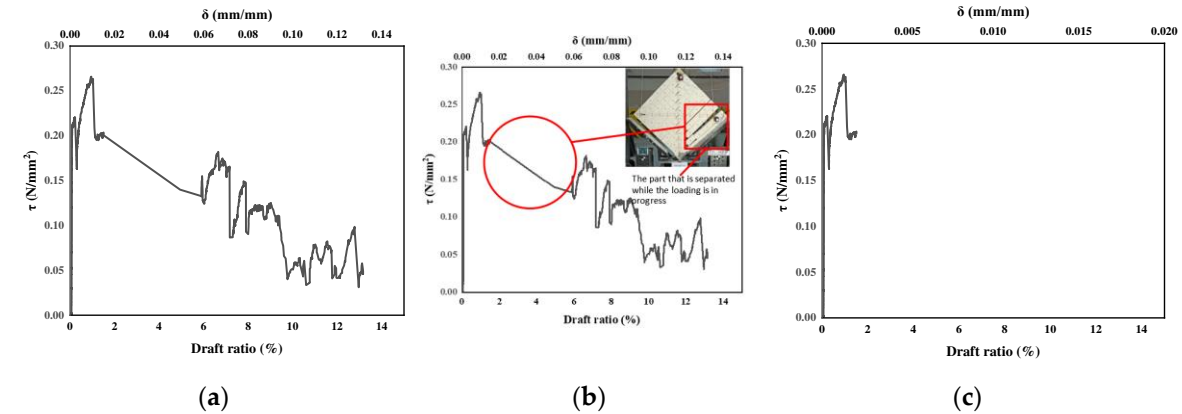 δ (mm/mm)
0.00 0.02 0.04 0.06 0.08 0.10 0.12 0.14
0.30
0.25
0.20
0.15
0.10
0.05
0.00
τ (N/mm²)
0 2 4 6 8 10 12 14
Draft ratio (%)
(a)
δ (mm/mm)
0.00 0.02 0.04 0.06 0.08 0.10 0.12 0.14
0.30
0.25
0.20
0.15
0.10
0.05
0.00
τ (N/mm²)
The part that is separated
while the loading is in
progress
0 2 4 6 8 10 12 14
Draft ratio (%)
(b)
δ (mm/mm)
0.000 0.005 0.010 0.015 0.020
0.30
0.25
0.20
0.15
0.10
0.05
0.00
τ (N/mm²)
0 2 4 6 8 10 12 14
Draft ratio (%)
(c)